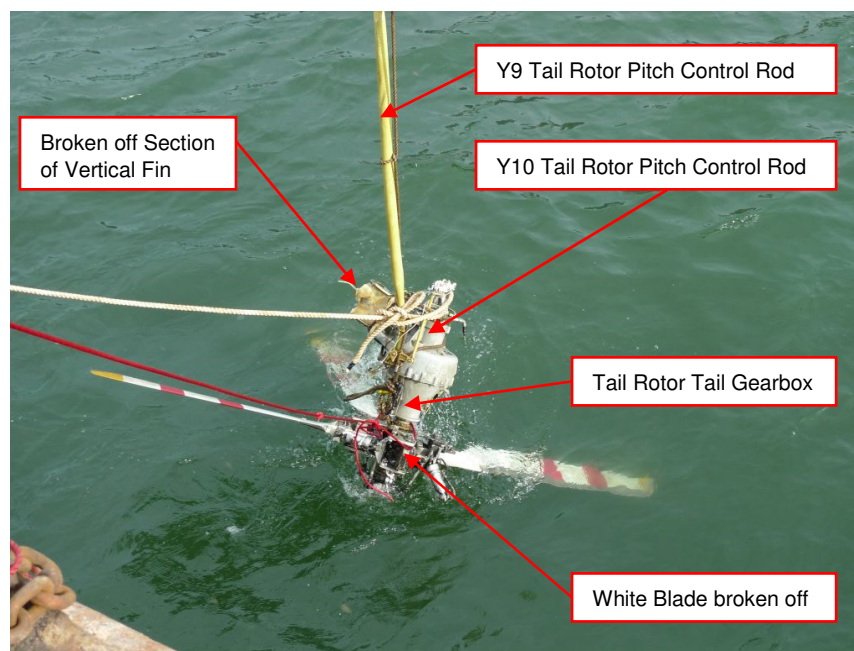 Y9 Tail Rotor Pitch Control Rod
Broken off Section
of Vertical Fin
Y10 Tail Rotor Pitch Control Rod
Tail Rotor Tail Gearbox
White Blade broken off